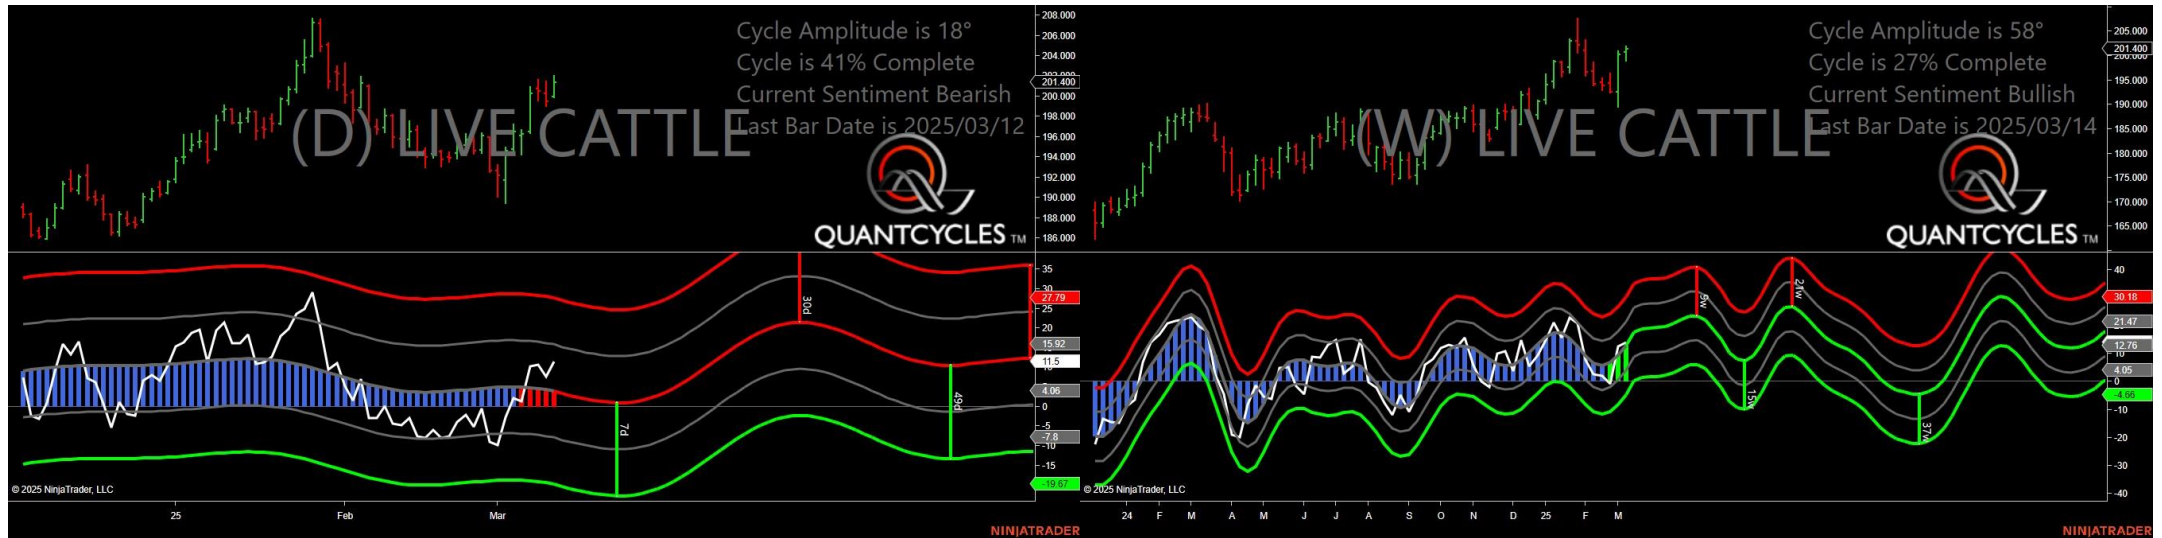 Cycle Amplitude is 18°
Cycle is 41% Complete
Current Sentiment Bearish
Last Bar Date is 2025/03/12
(D) LIVE CATTLE
QUANTCYCLES TM
208.000
206.000
204.000
201.400
200.000
198.000
196.000
194.000
192.000
190.000
188.000
186.000
35
30
27.79
25
20
15.92
11.5
4.06
0
-5
-7.8
-10
-15
-19.67
7d
30d
49d
© 2025 NinjaTrader, LLC
25 Feb Mar
NINJATRADER
Cycle Amplitude is 58°
Cycle is 27% Complete
Current Sentiment Bullish
Last Bar Date is 2025/03/14
(W) LIVE CATTLE
QUANTCYCLES TM
205.000
201.400
200.000
195.000
190.000
185.000
180.000
175.000
170.000
165.000
40
30.18
21.47
12.76
10
4.05
0
-4.66
-10
-20
-30
-40
9w
15w
21w
37w
© 2025 NinjaTrader, LLC
24 F M A M J J A S O N D 25 F M
NINJATRADER